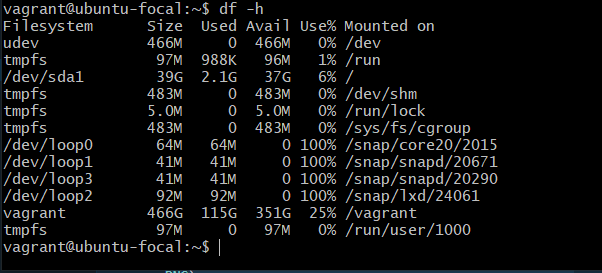 vagrant@ubuntu-focal:~$ df -h
Filesystem      Size  Used Avail Use% Mounted on
udev            466M     0  466M   0% /dev
tmpfs            97M  988K   96M   1% /run
/dev/sda1        39G  2.1G   37G   6% /
tmpfs           483M     0  483M   0% /dev/shm
tmpfs           5.0M     0  5.0M   0% /run/lock
tmpfs           483M     0  483M   0% /sys/fs/cgroup
/dev/loop0       64M   64M     0 100% /snap/core20/2015
/dev/loop1       41M   41M     0 100% /snap/snapd/20671
/dev/loop3       41M   41M     0 100% /snap/snapd/20290
/dev/loop2       92M   92M     0 100% /snap/lxd/24061
vagrant         466G  115G  351G  25% /vagrant
tmpfs            97M     0   97M   0% /run/user/1000
vagrant@ubuntu-focal:~$